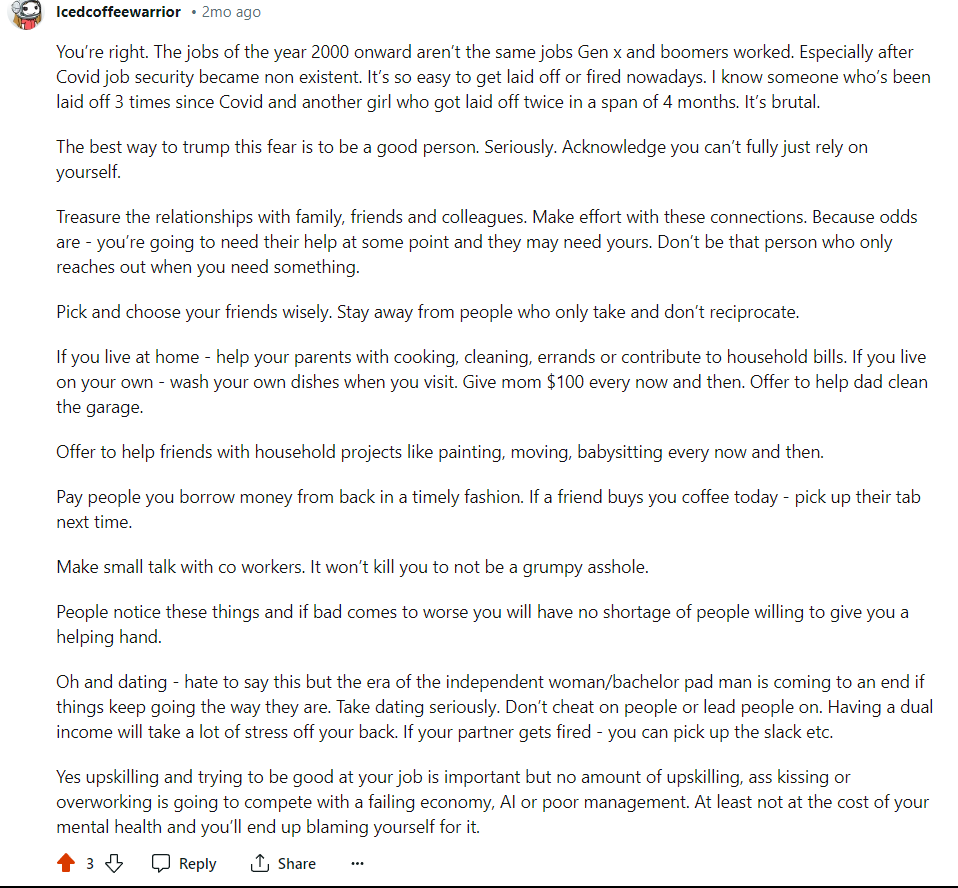 Icedcoffeewarrior • 2mo ago
You’re right. The jobs of the year 2000 onward aren’t the same jobs Gen x and boomers worked. Especially after
Covid job security became non existent. It’s so easy to get laid off or fired nowadays. I know someone who’s been
laid off 3 times since Covid and another girl who got laid off twice in a span of 4 months. It’s brutal.
The best way to trump this fear is to be a good person. Seriously. Acknowledge you can’t fully just rely on
yourself.
Treasure the relationships with family, friends and colleagues. Make effort with these connections. Because odds
are - you’re going to need their help at some point and they may need yours. Don’t be that person who only
reaches out when you need something.
Pick and choose your friends wisely. Stay away from people who only take and don’t reciprocate.
If you live at home - help your parents with cooking, cleaning, errands or contribute to household bills. If you live
on your own - wash your own dishes when you visit. Give mom $100 every now and then. Offer to help dad clean
the garage.
Offer to help friends with household projects like painting, moving, babysitting every now and then.
Pay people you borrow money from back in a timely fashion. If a friend buys you coffee today - pick up their tab
next time.
Make small talk with co workers. It won’t kill you to not be a grumpy asshole.
People notice these things and if bad comes to worse you will have no shortage of people willing to give you a
helping hand.
Oh and dating - hate to say this but the era of the independent woman/bachelor pad man is coming to an end if
things keep going the way they are. Take dating seriously. Don’t cheat on people or lead people on. Having a dual
income will take a lot of stress off your back. If your partner gets fired - you can pick up the slack etc.
Yes upskilling and trying to be good at your job is important but no amount of upskilling, ass kissing or
overworking is going to compete with a failing economy, AI or poor management. At least not at the cost of your
mental health and you’ll end up blaming yourself for it.
3 Reply Share ...